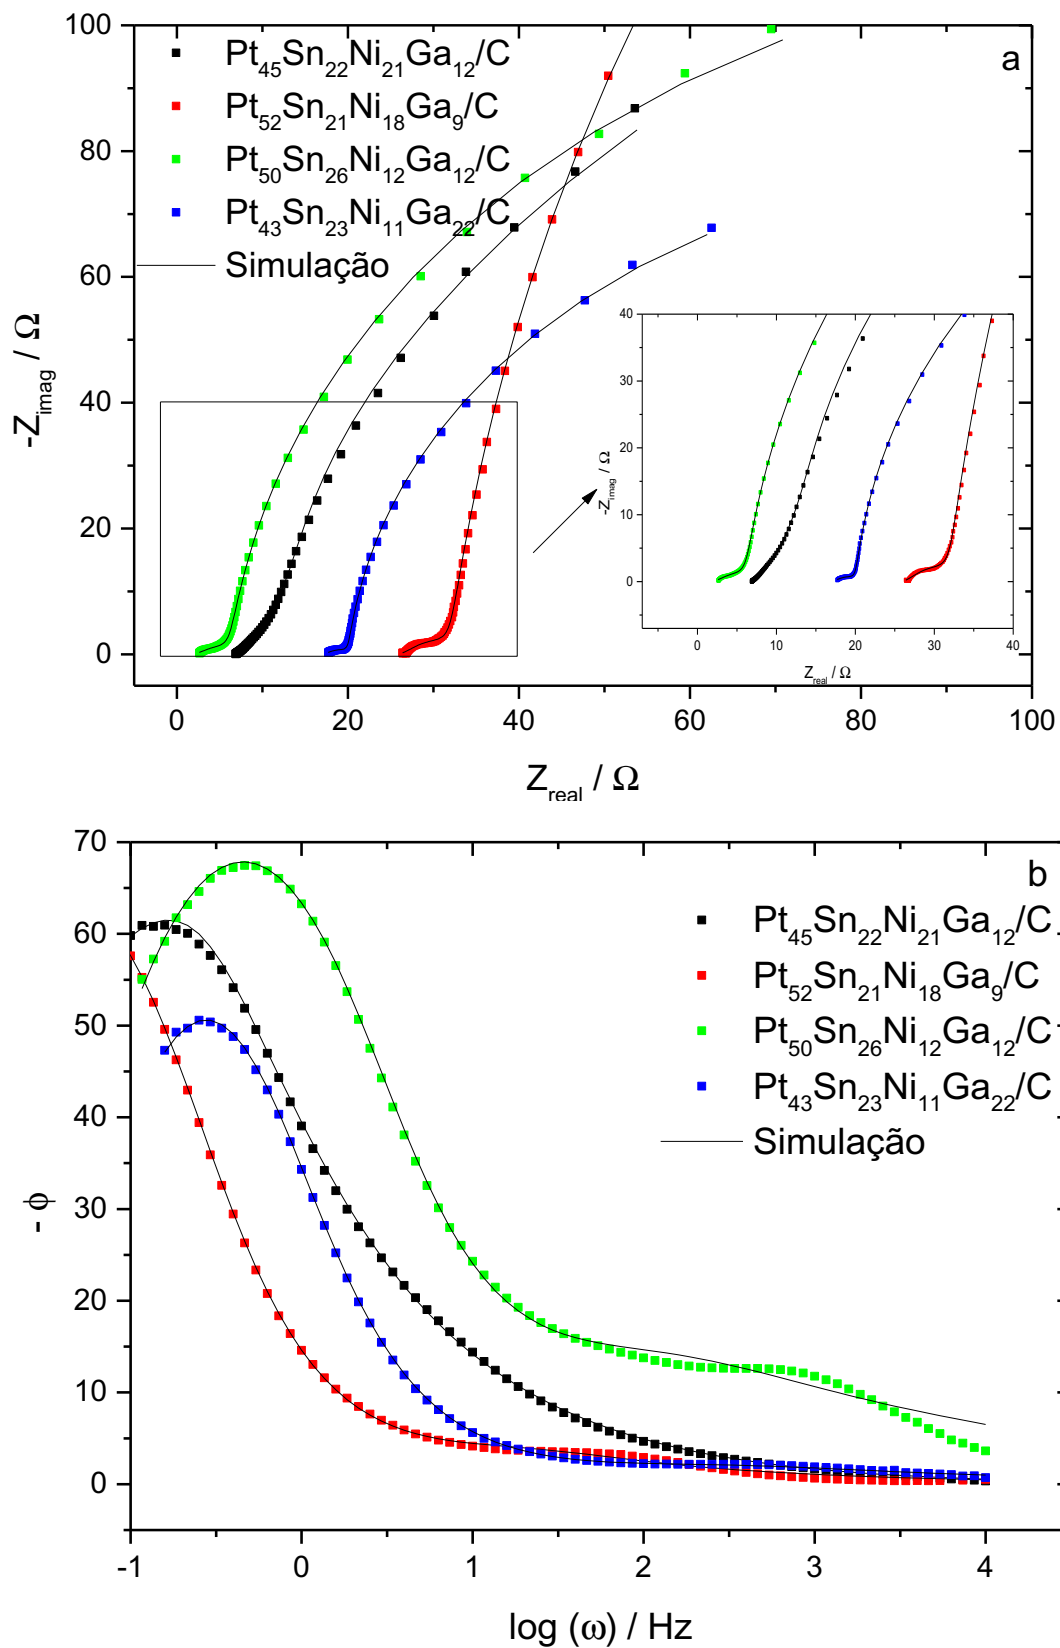 a
Pt45Sn22Ni21Ga12/C
Pt52Sn21Ni18Ga9/C
Pt50Sn26Ni12Ga12/C
Pt43Sn23Ni11Ga22/C
Simulação
100
80
60
40
20
0
-Zimag / Ω
0 20 40 60 80 100
Zreal / Ω
40
30
20
10
0
-Zimag / Ω
0 10 20 30 40
Zreal / Ω
b
Pt45Sn22Ni21Ga12/C
Pt52Sn21Ni18Ga9/C
Pt50Sn26Ni12Ga12/C
Pt43Sn23Ni11Ga22/C
Simulação
70
60
50
40
30
20
10
0
- ϕ
-1 0 1 2 3 4
log (ω) / Hz